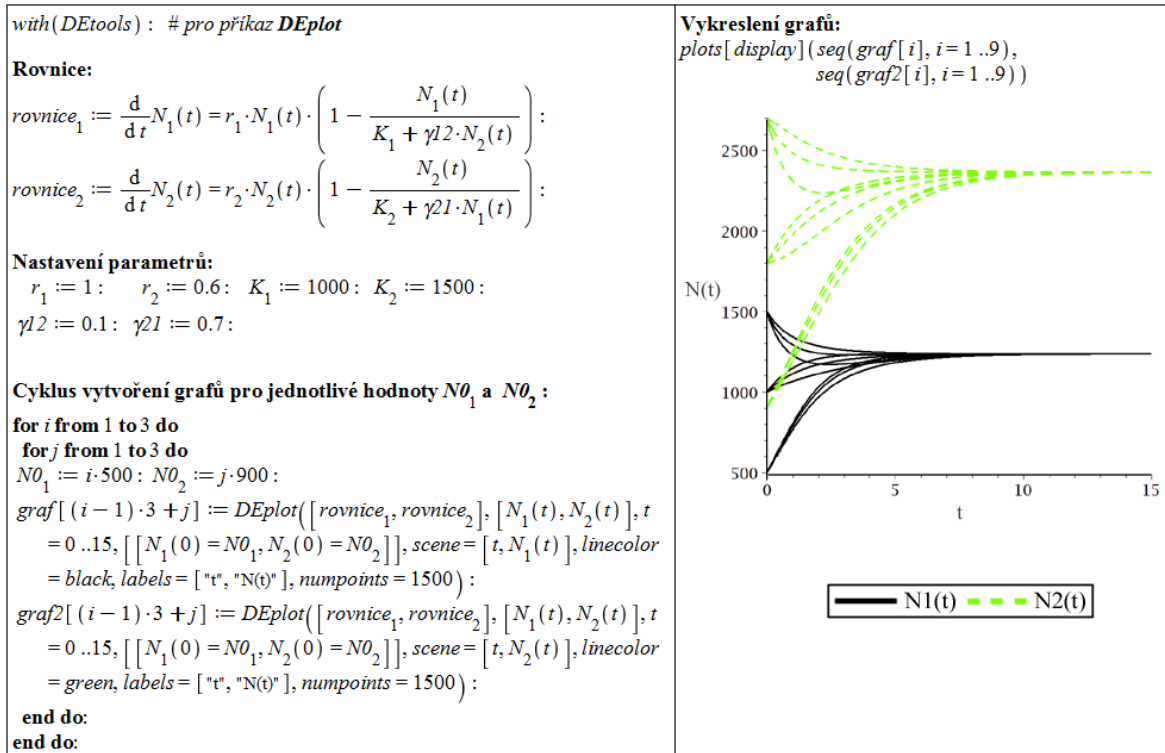 with(DEtools) : # pro příkaz DEplot
Rovnice:
rovnice₁ := d/dt N₁(t) = r₁·N₁(t)·(1 − N₁(t)/(K₁ + γ12·N₂(t))) :
rovnice₂ := d/dt N₂(t) = r₂·N₂(t)·(1 − N₂(t)/(K₂ + γ21·N₁(t))) :
Nastavení parametrů:
r₁ := 1 : r₂ := 0.6 : K₁ := 1000 : K₂ := 1500 :
γ12 := 0.1 : γ21 := 0.7 :
Cyklus vytvoření grafů pro jednotlivé hodnoty N0₁ a N0₂ :
for i from 1 to 3 do
for j from 1 to 3 do
N0₁ := i·500 : N0₂ := j·900 :
graf[(i − 1)·3 + j] := DEplot([rovnice₁, rovnice₂], [N₁(t), N₂(t)], t
= 0 ..15, [[N₁(0) = N0₁, N₂(0) = N0₂]], scene = [t, N₁(t)], linecolor
= black, labels = ["t", "N(t)"], numpoints = 1500) :
graf2[(i − 1)·3 + j] := DEplot([rovnice₁, rovnice₂], [N₁(t), N₂(t)], t
= 0 ..15, [[N₁(0) = N0₁, N₂(0) = N0₂]], scene = [t, N₂(t)], linecolor
= green, labels = ["t", "N(t)"], numpoints = 1500) :
end do:
end do:
Vykreslení grafů:
plots[display](seq(graf[i], i = 1 ..9),
seq(graf2[i], i = 1 ..9))
2500
2000
N(t)
1500
1000
500
0 5 10 15
t
N1(t) N2(t)